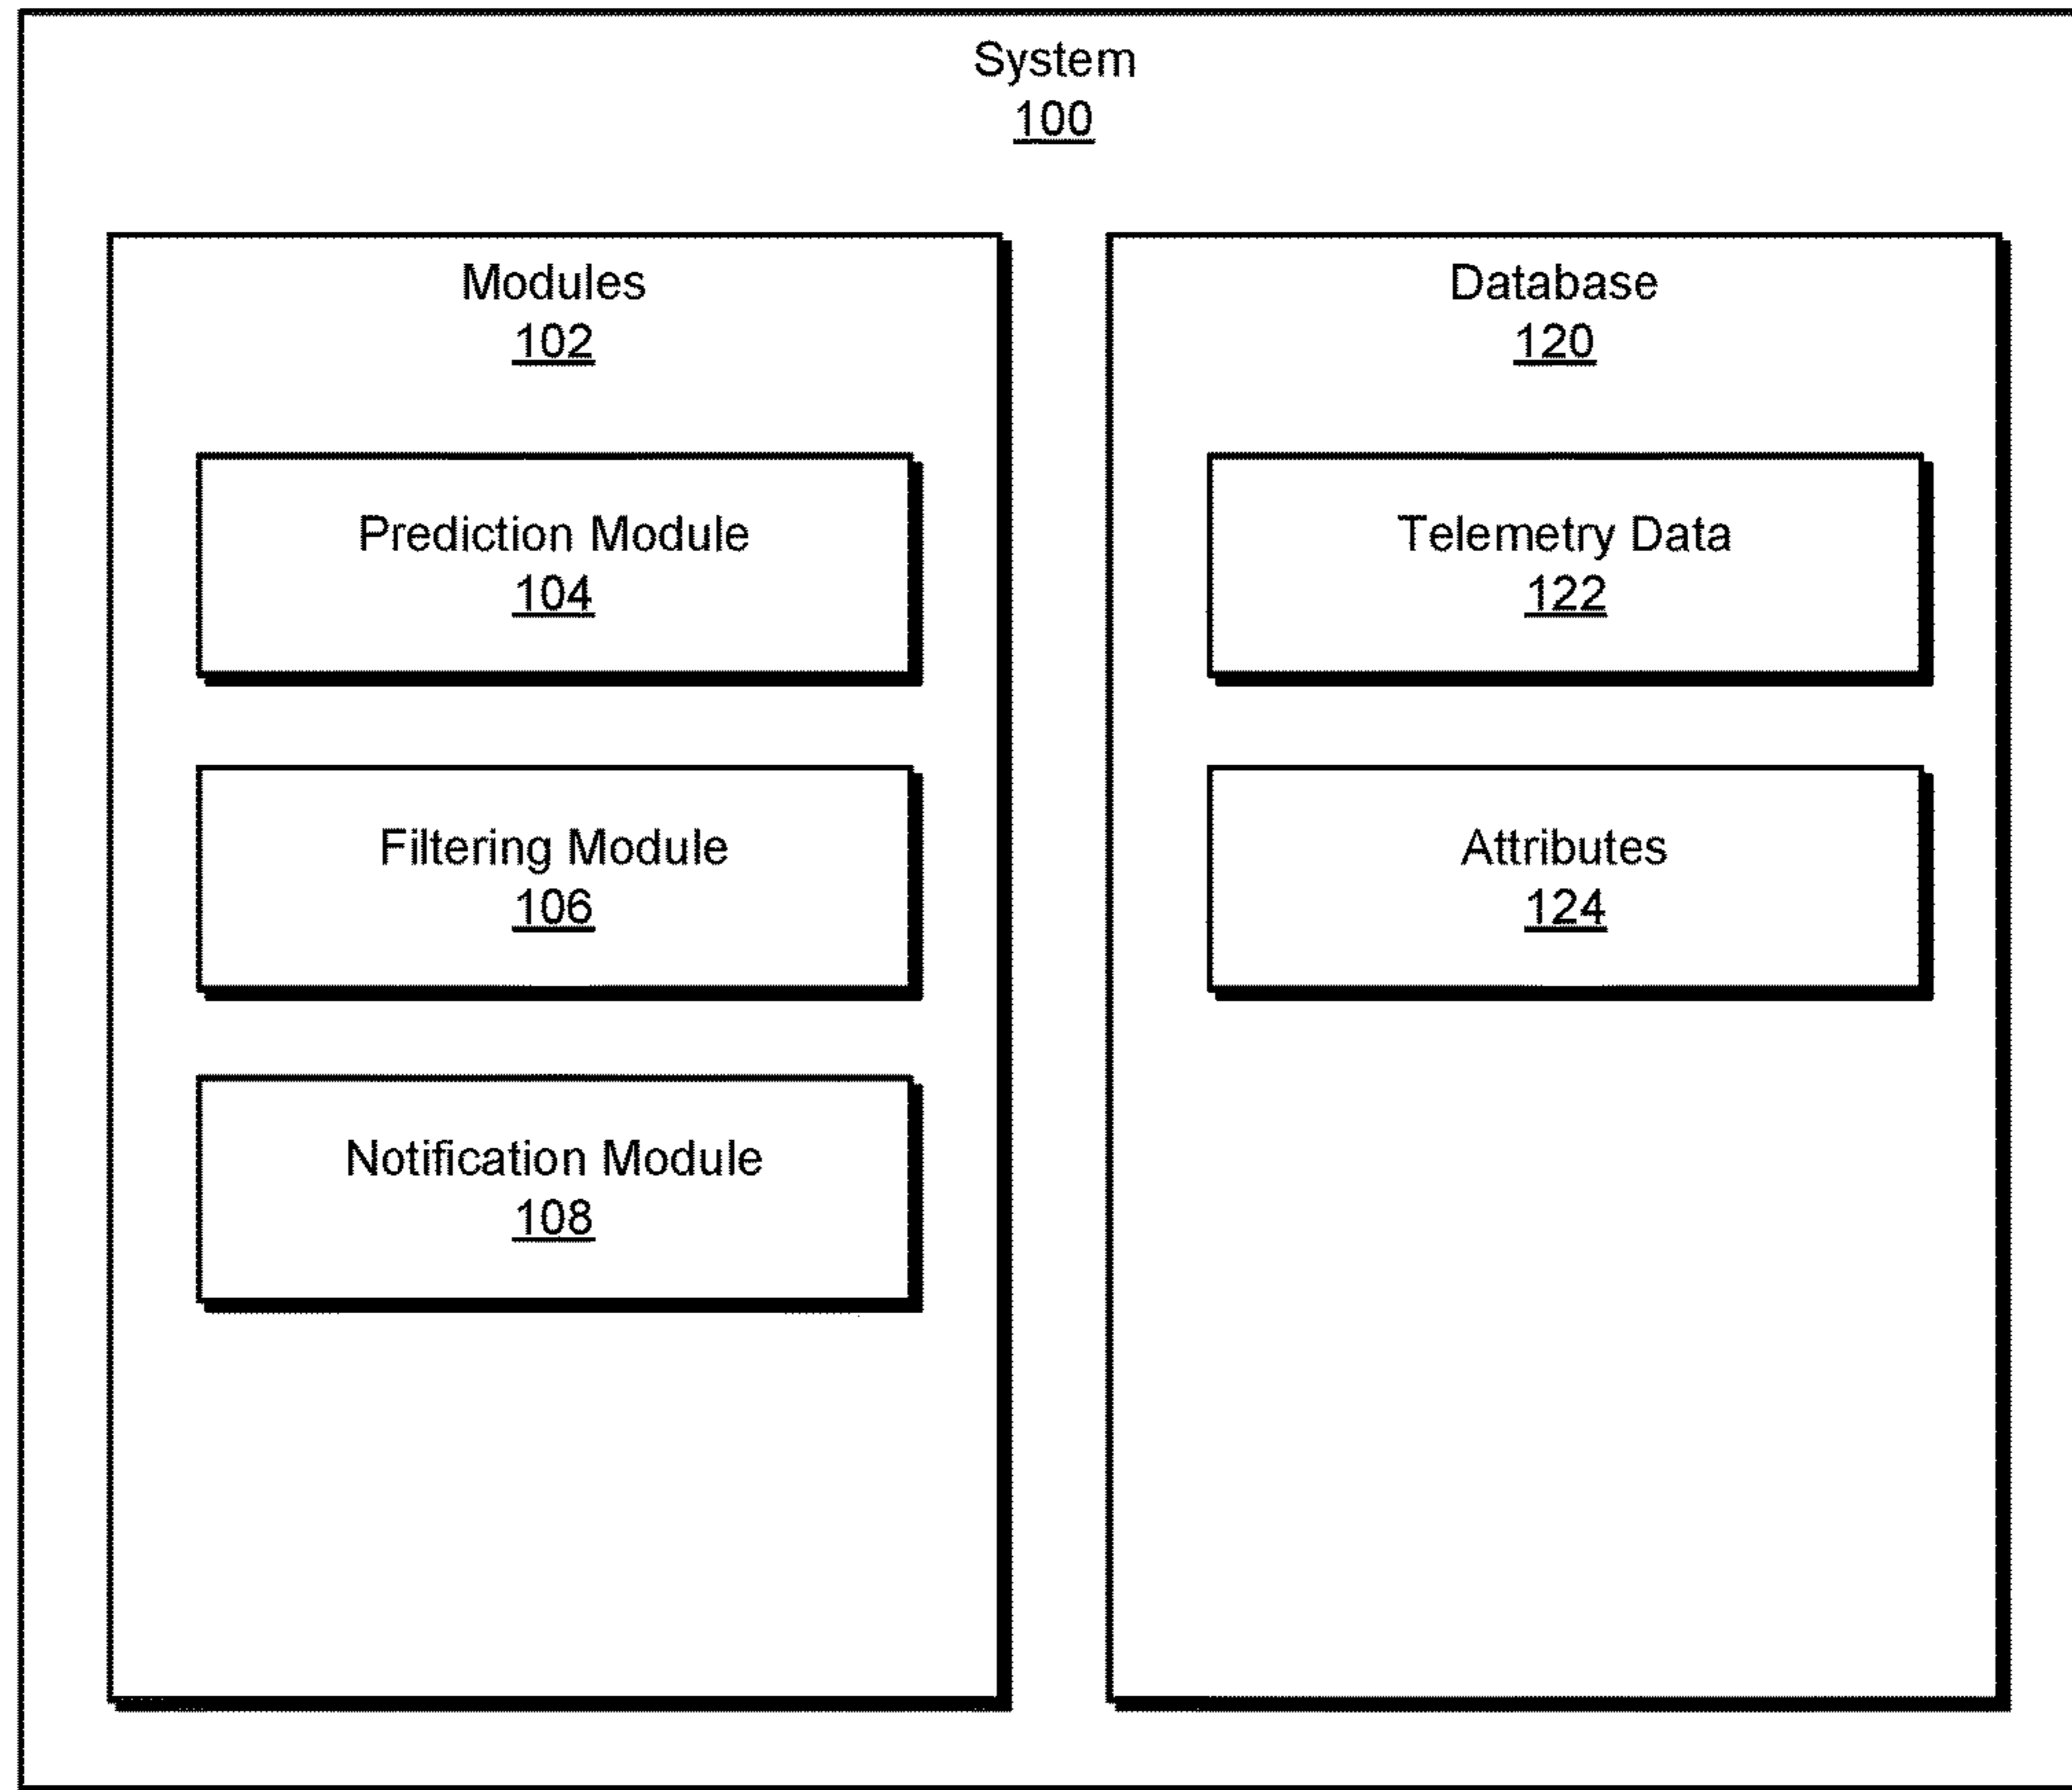 System
100
Modules
102
Prediction Module
104
Filtering Module
106
Notification Module
108
Database
120
Telemetry Data
122
Attributes
124